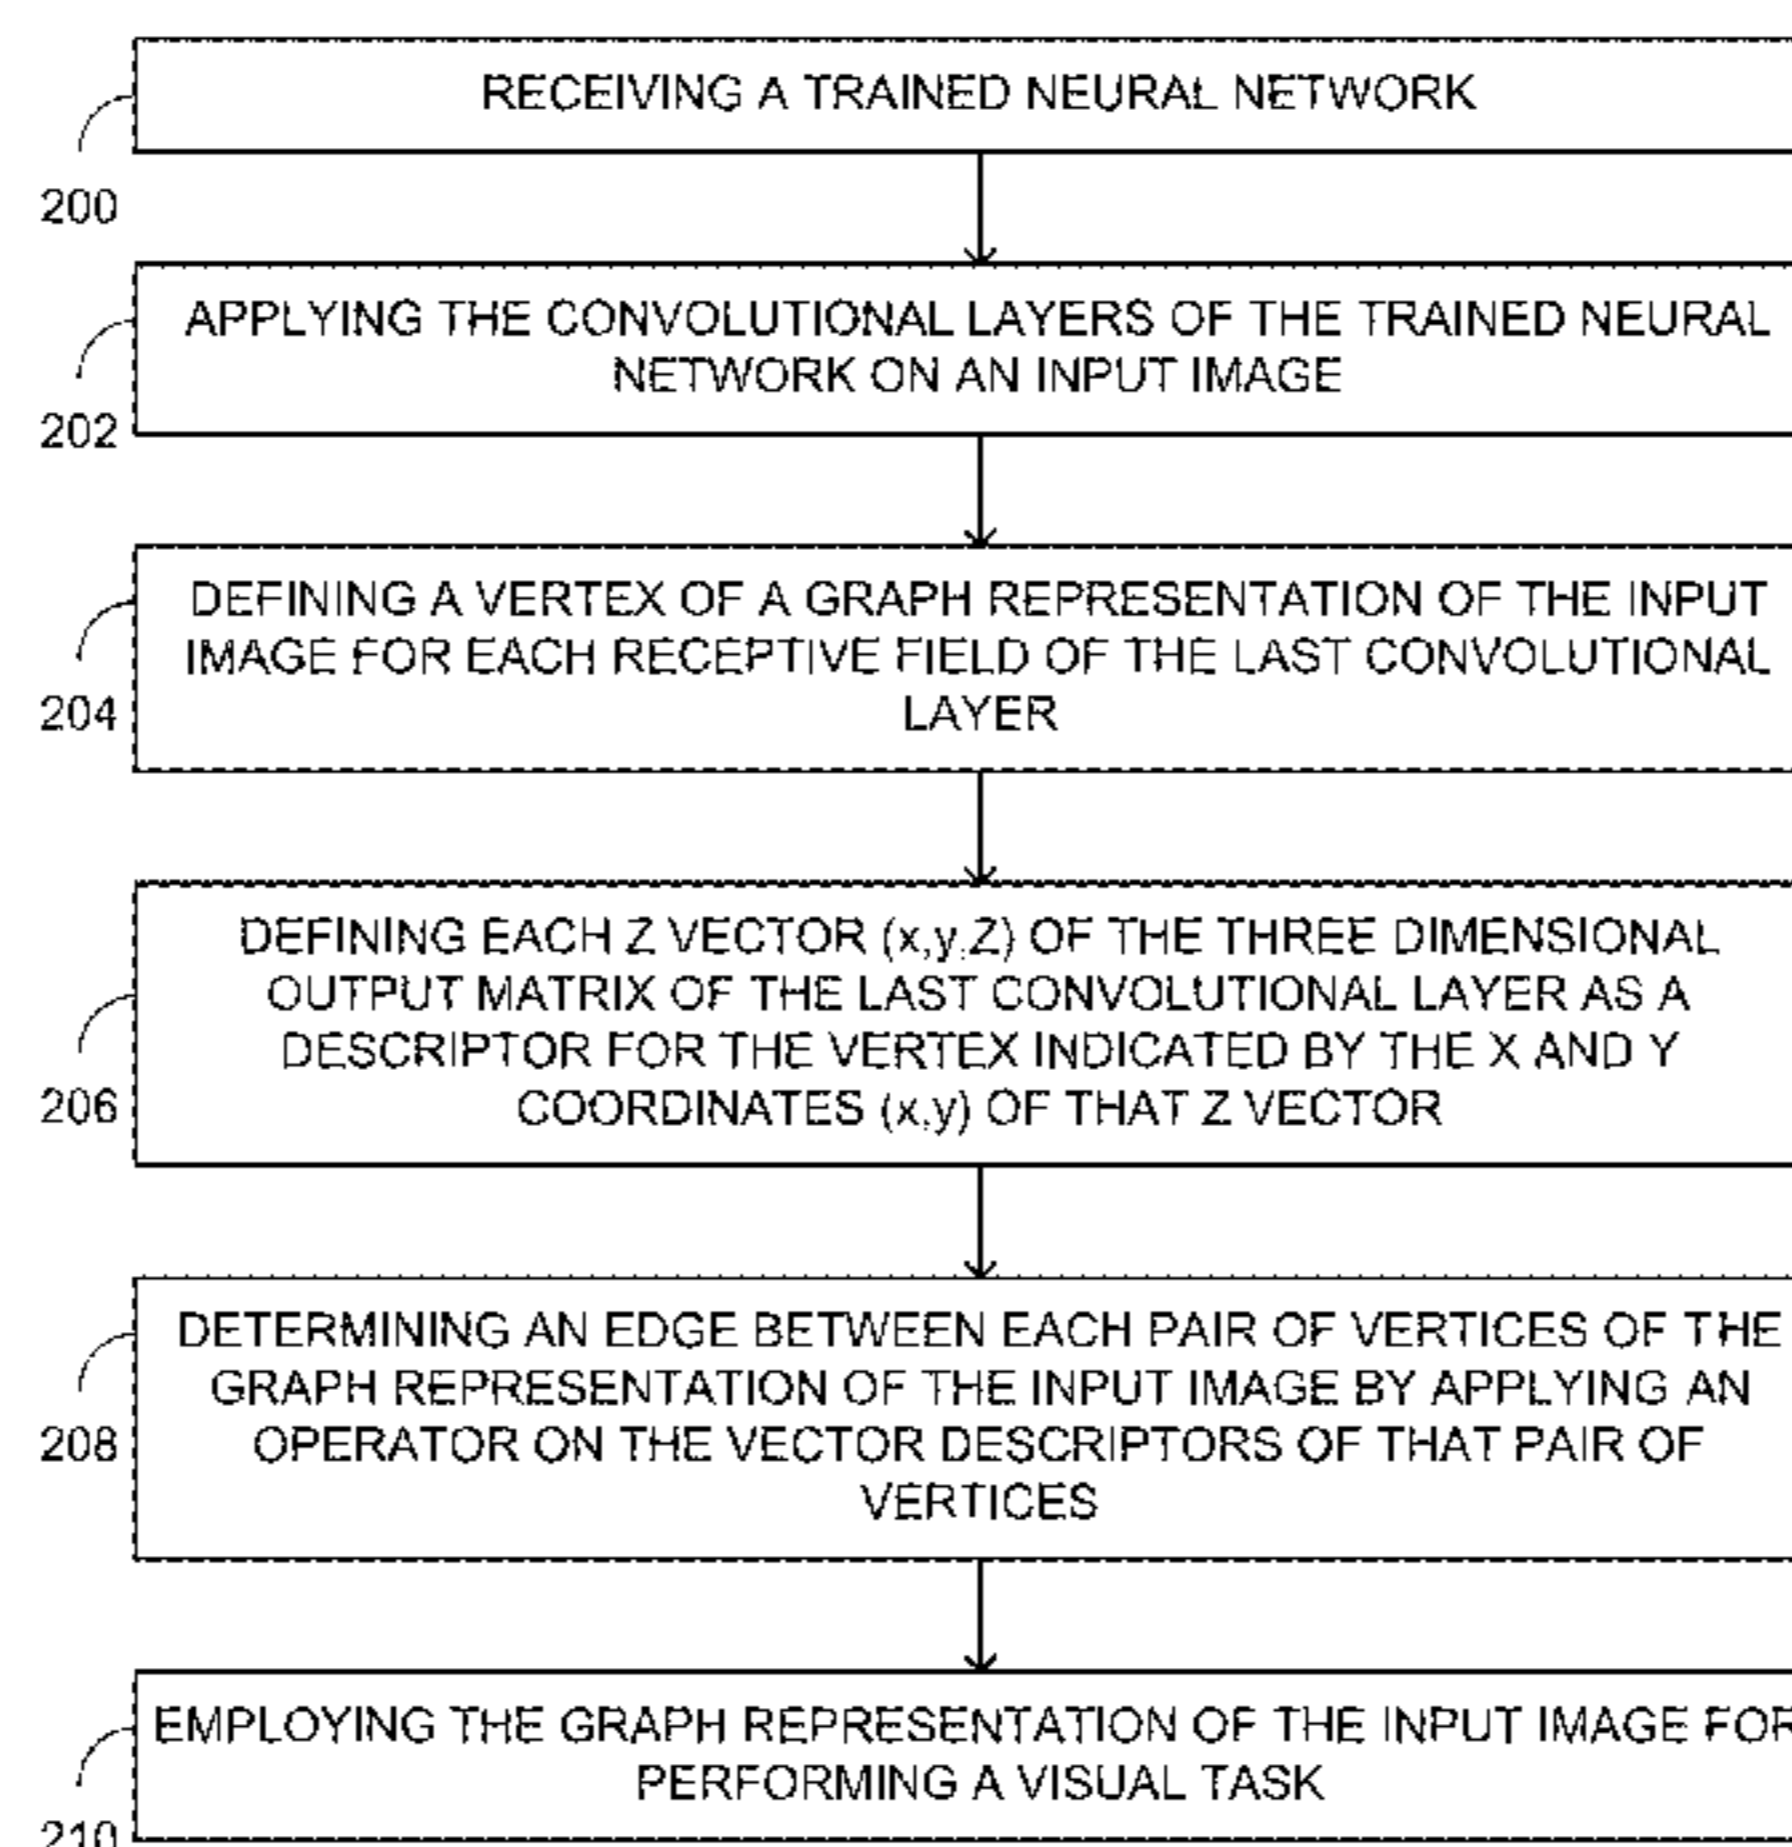 RECEIVING A TRAINED NEURAL NETWORK
200
APPLYING THE CONVOLUTIONAL LAYERS OF THE TRAINED NEURAL
NETWORK ON AN INPUT IMAGE
202
DEFINING A VERTEX OF A GRAPH REPRESENTATION OF THE INPUT
IMAGE FOR EACH RECEPTIVE FIELD OF THE LAST CONVOLUTIONAL
LAYER
204
DEFINING EACH Z VECTOR (x,y,Z) OF THE THREE DIMENSIONAL
OUTPUT MATRIX OF THE LAST CONVOLUTIONAL LAYER AS A
DESCRIPTOR FOR THE VERTEX INDICATED BY THE X AND Y
COORDINATES (x,y) OF THAT Z VECTOR
206
DETERMINING AN EDGE BETWEEN EACH PAIR OF VERTICES OF THE
GRAPH REPRESENTATION OF THE INPUT IMAGE BY APPLYING AN
OPERATOR ON THE VECTOR DESCRIPTORS OF THAT PAIR OF
VERTICES
208
EMPLOYING THE GRAPH REPRESENTATION OF THE INPUT IMAGE FOR
PERFORMING A VISUAL TASK
210